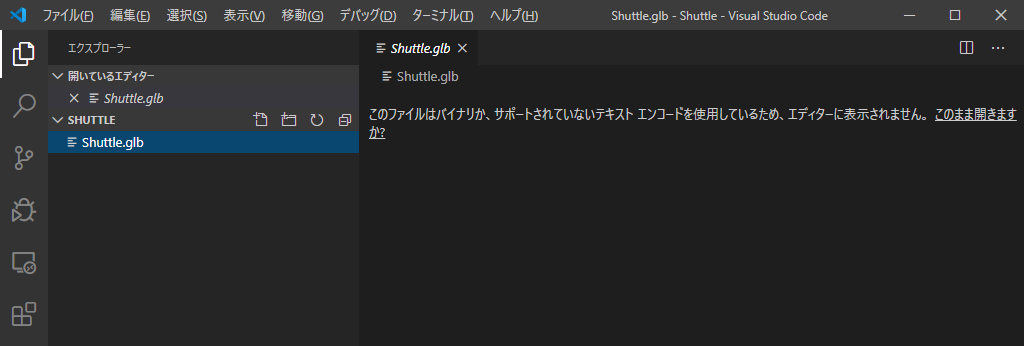 ファイル(F) 編集(E) 選択(S) 表示(V) 移動(G) デバッグ(D) ターミナル(T) ヘルプ(H) Shuttle.glb - Shuttle - Visual Studio Code
エクスプローラー
開いているエディター
Shuttle.glb
SHUTTLE
Shuttle.glb
Shuttle.glb
Shuttle.glb
このファイルはバイナリか、サポートされていないテキスト エンコードを使用しているため、エディターに表示されません。 このまま開きます
か?